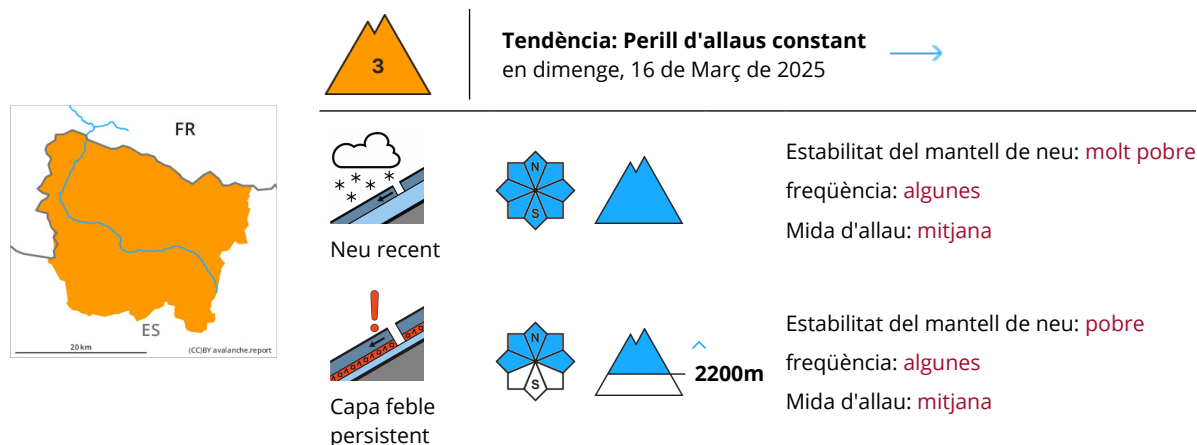 3
Tendència: Perill d'allaus constant
en dimenge, 16 de Març de 2025
FR
ES
20 km
(CC)BY avalanche.report
N
S
Neu recent
Estabilitat del mantell de neu: molt pobre
freqüència: algunes
Mida d'allau: mitjana
N
S
2200m
Capa feble
persistent
Estabilitat del mantell de neu: pobre
freqüència: algunes
Mida d'allau: mitjana